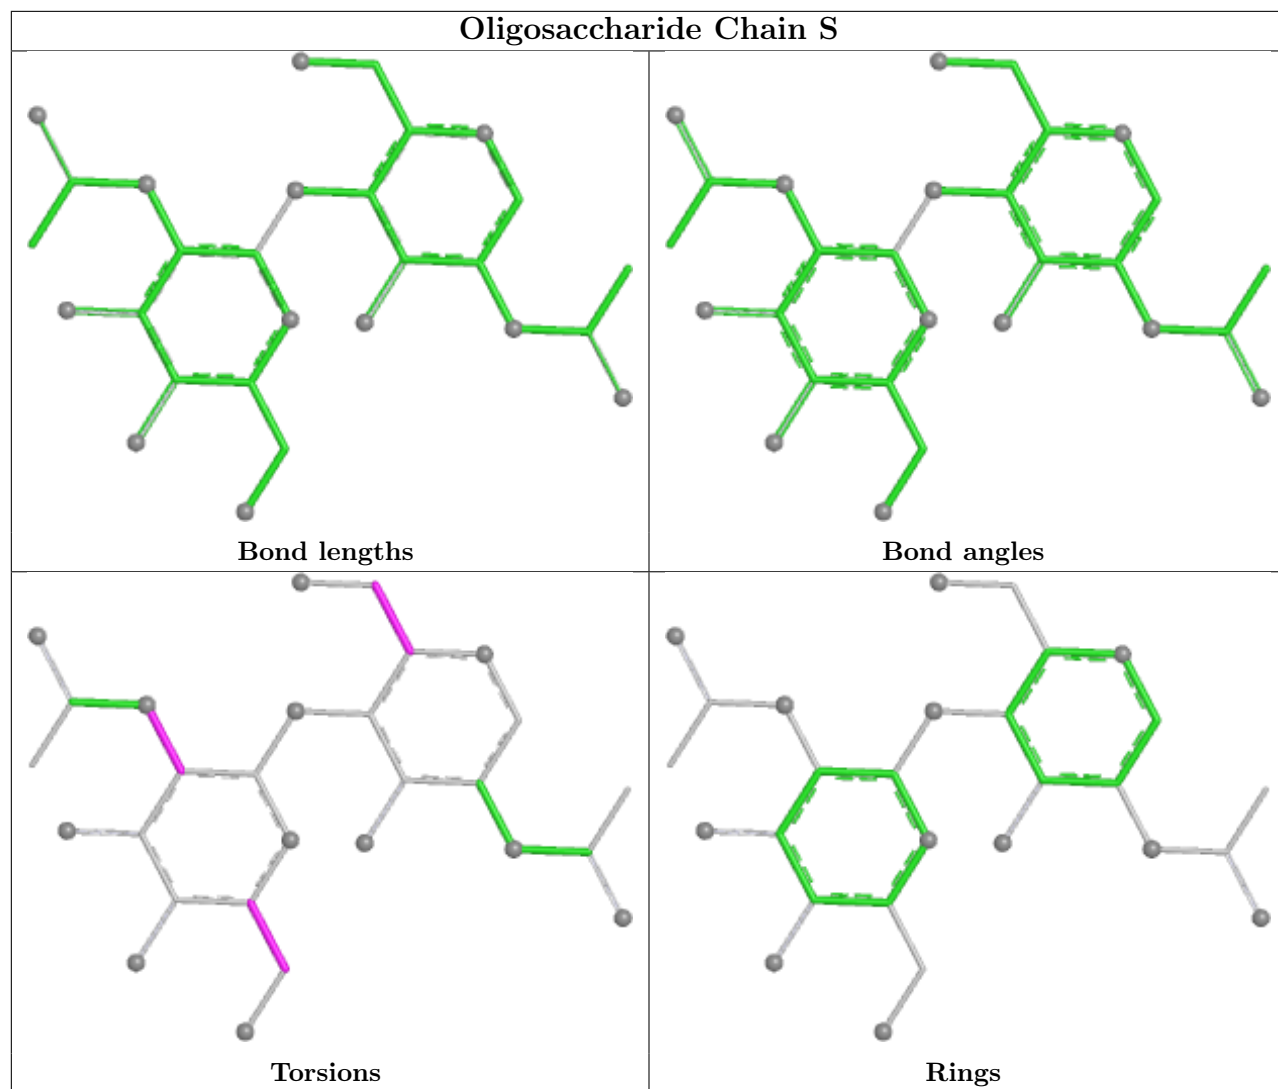 Oligosaccharide Chain S
Bond lengths
Bond angles
Torsions
Rings